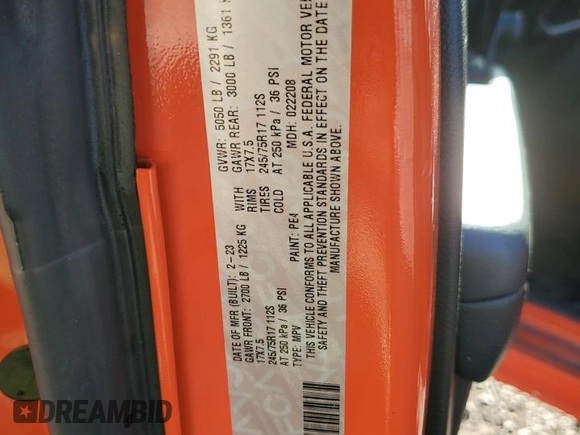 DATE OF MFR (BUILT): 2-23 GVWR: 5050 LB / 2291 KG
GAWR FRONT: 2700 LB / 1225 KG WITH GAWR REAR: 3000 LB / 1361
17X7.5 RIMS 17X7.5
245/75R17 112S TIRES 245/75R17 112S
AT 250 kPa / 36 PSI COLD AT 250 kPa / 36 PSI
TYPE: MPV PAINT: PE4 MDH: 022208
THIS VEHICLE CONFORMS TO ALL APPLICABLE U.S.A. FEDERAL MOTOR
SAFETY AND THEFT PREVENTION STANDARDS IN EFFECT ON THE DATE
MANUFACTURE SHOWN ABOVE.
DREAMBID